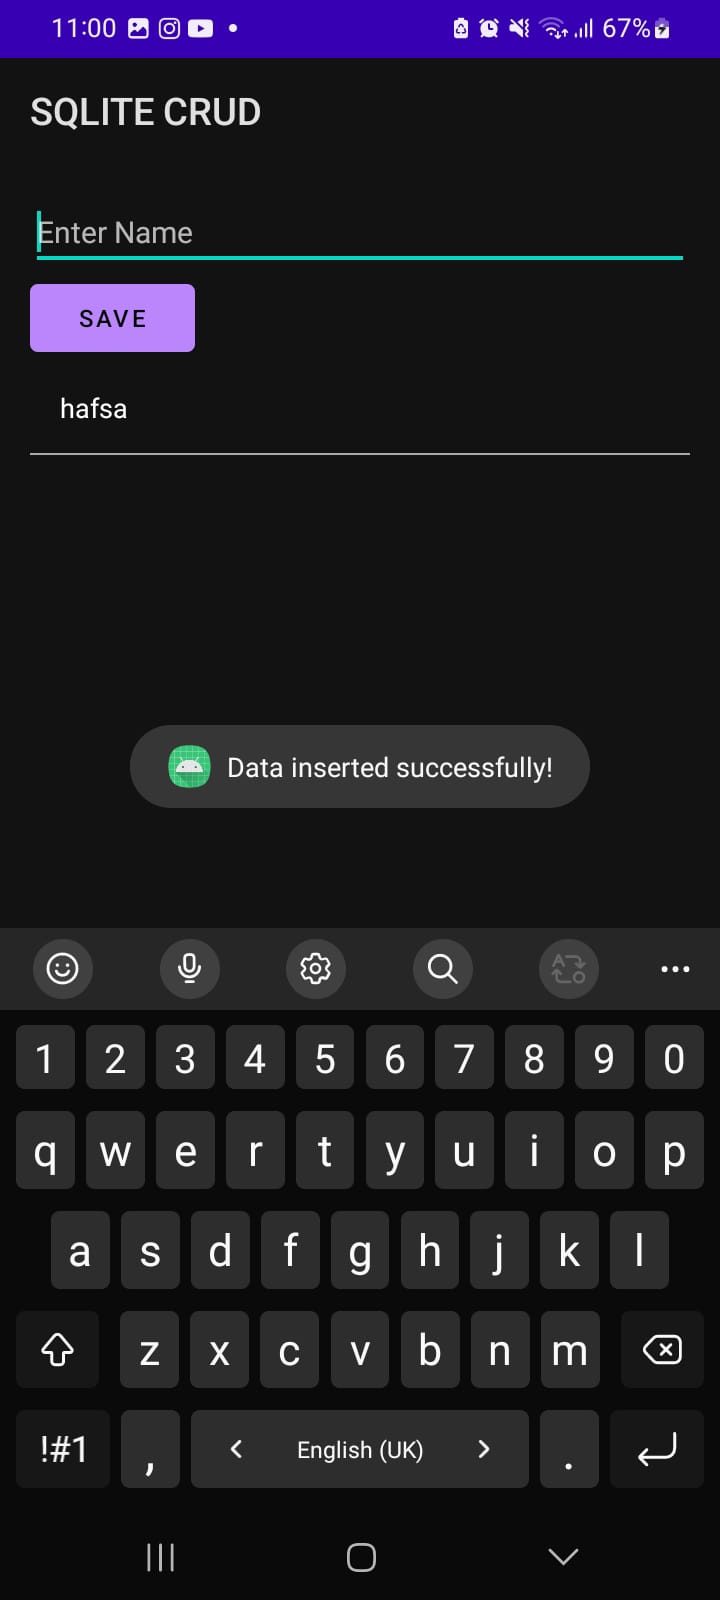 11:00 67%
SQLITE CRUD
Enter Name
SAVE
hafsa
Data inserted successfully!
1 2 3 4 5 6 7 8 9 0
q w e r t y u i o p
a s d f g h j k l
z x c v b n m
!#1 , < English (UK) > .